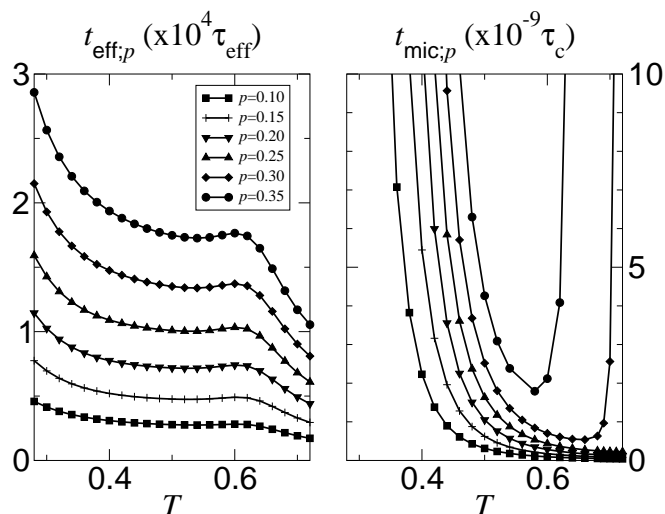 t_eff;p (x10^4 τ_eff)
3
2
1
0
0.4
0.6
T
p=0.10
p=0.15
p=0.20
p=0.25
p=0.30
p=0.35
t_mic;p (x10^-9 τ_c)
10
5
0
0.4
0.6
T